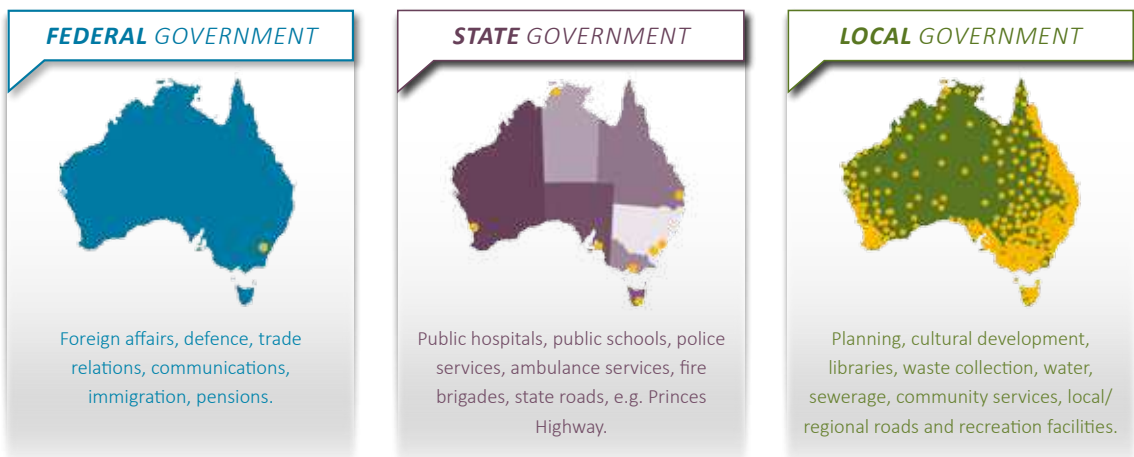 FEDERAL GOVERNMENT
Foreign affairs, defence, trade
relations, communications,
immigration, pensions.
STATE GOVERNMENT
Public hospitals, public schools, police
services, ambulance services, fire
brigades, state roads, e.g. Princes
Highway.
LOCAL GOVERNMENT
Planning, cultural development,
libraries, waste collection, water,
sewerage, community services, local/
regional roads and recreation facilities.